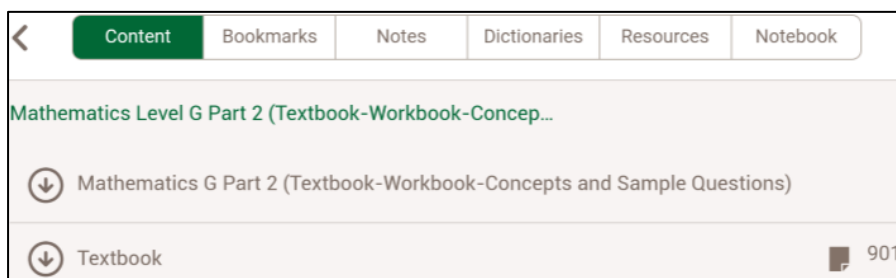 Content Bookmarks Notes Dictionaries Resources Notebook
Mathematics Level G Part 2 (Textbook-Workbook-Concep...
Mathematics G Part 2 (Textbook-Workbook-Concepts and Sample Questions)
Textbook 901